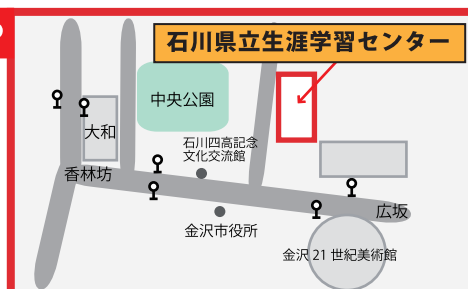 石川県立生涯学習センター
中央公園
大和
石川四高記念
文化交流館
香林坊
広坂
金沢市役所
金沢21世紀美術館